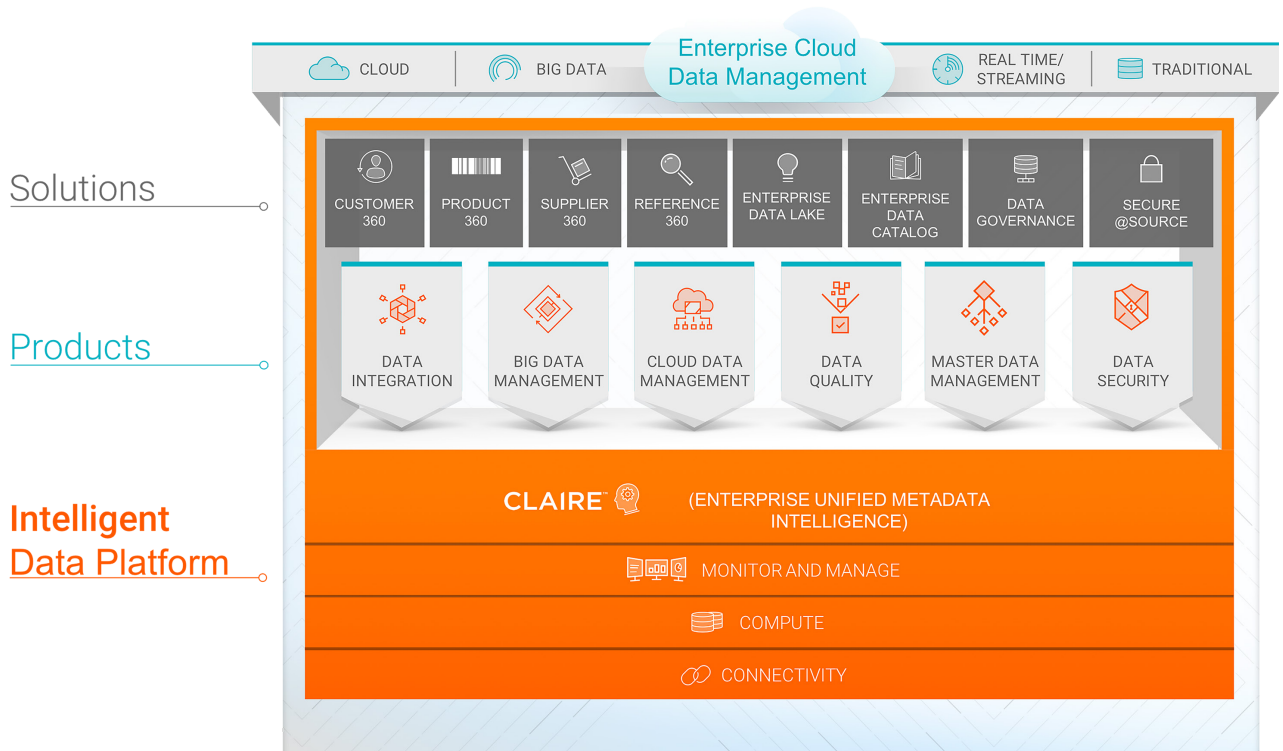 Enterprise Cloud
Data Management
CLOUD
BIG DATA
REAL TIME/
STREAMING
TRADITIONAL
Solutions
CUSTOMER
360
PRODUCT
360
SUPPLIER
360
REFERENCE
360
ENTERPRISE
DATA LAKE
ENTERPRISE
DATA
CATALOG
DATA
GOVERNANCE
SECURE
@SOURCE
Products
DATA
INTEGRATION
BIG DATA
MANAGEMENT
CLOUD DATA
MANAGEMENT
DATA
QUALITY
MASTER DATA
MANAGEMENT
1
DATA
SECURITY
Intelligent
Data Platform
CLAIRE™
(ENTERPRISE UNIFIED METADATA
INTELLIGENCE)
MONITOR AND MANAGE
COMPUTE
CONNECTIVITY